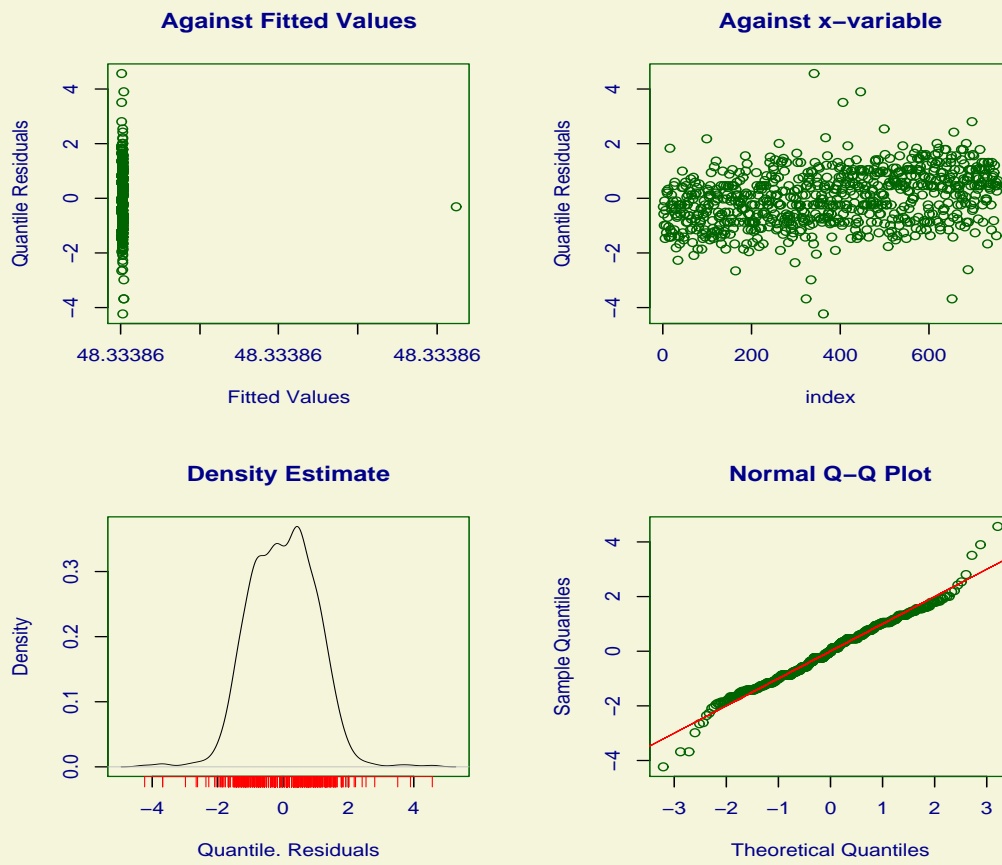 Against Fitted Values
Quantile Residuals
4
2
0
−2
−4
48.33386 48.33386 48.33386
Fitted Values
Against x−variable
Quantile Residuals
4
2
0
−2
−4
0 200 400 600
index
Density Estimate
Density
0.3
0.2
0.1
0.0
−4 −2 0 2 4
Quantile. Residuals
Normal Q−Q Plot
Sample Quantiles
4
2
0
−2
−4
−3 −2 −1 0 1 2 3
Theoretical Quantiles